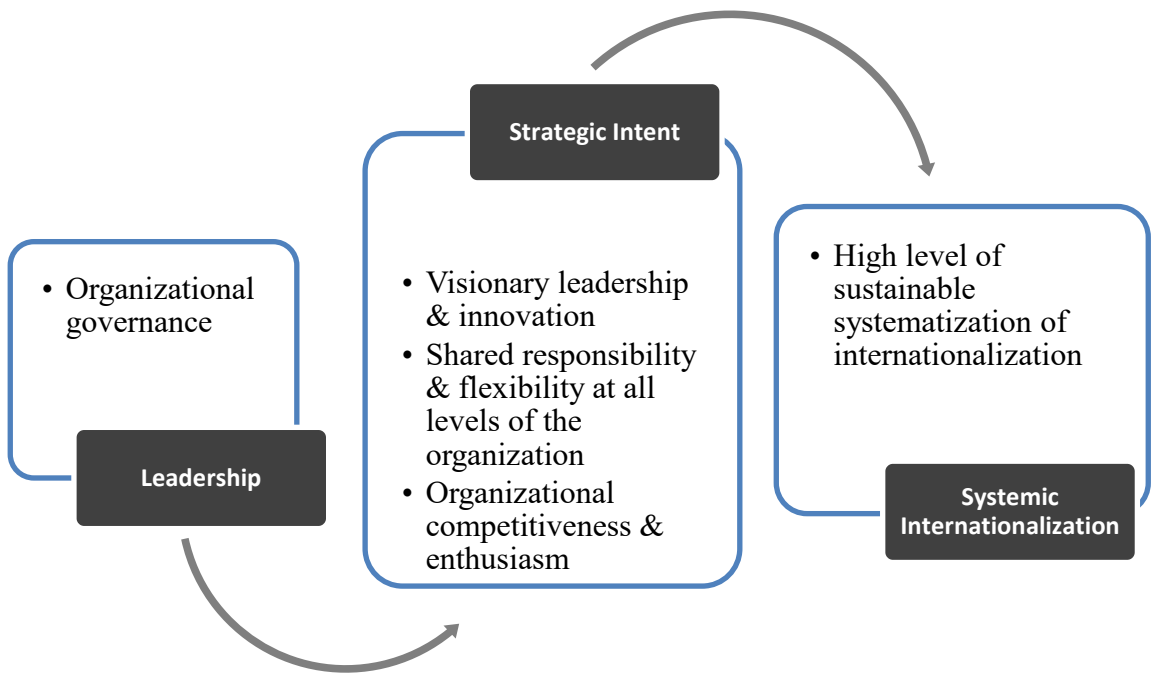 • Organizational
governance
Leadership
Strategic Intent
• Visionary leadership
& innovation
• Shared responsibility
& flexibility at all
levels of the
organization
• Organizational
competitiveness &
enthusiasm
• High level of
sustainable
systematization of
internationalization
Systemic
Internationalization